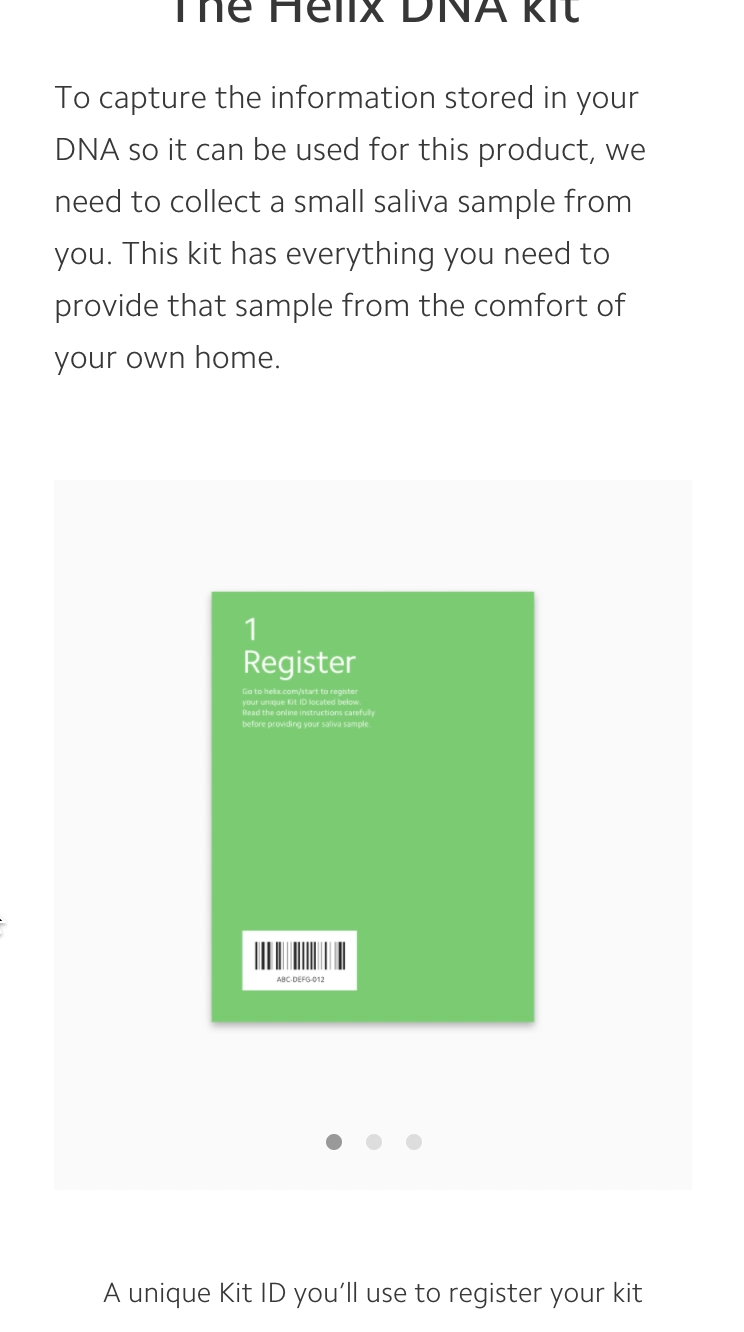 The Helix DNA kit
To capture the information stored in your
DNA so it can be used for this product, we
need to collect a small saliva sample from
you. This kit has everything you need to
provide that sample from the comfort of
your own home.
1
Register
Go to helix.com/start to register
your unique Kit ID located below.
Read the online instructions carefully
before providing your saliva sample.
ABC-DEFG-012
A unique Kit ID you’ll use to register your kit